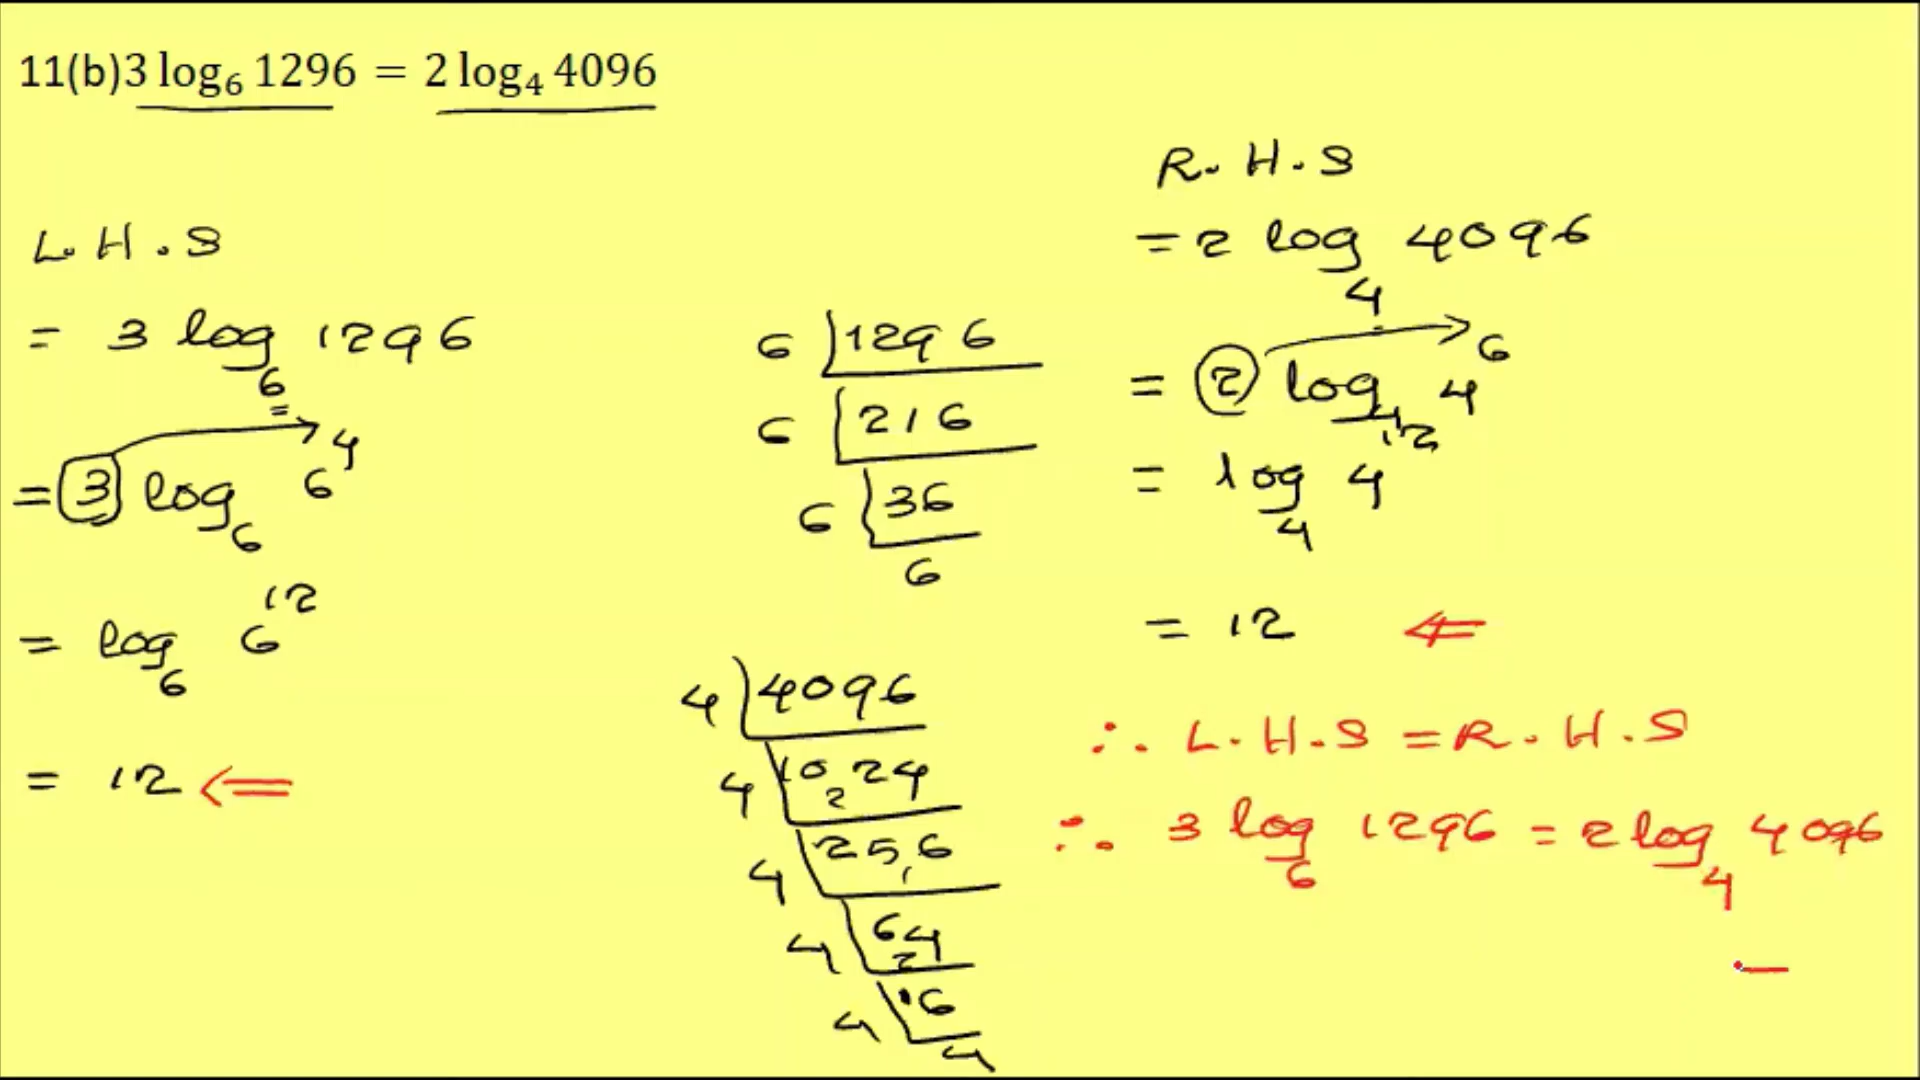 11(b)3 log₆ 1296 = 2 log₄ 4096
L.H.S
= 3 log₆ 1296
= 3 log₆ 6⁴
= log₆ 6¹²
= 12 ⇐
6 | 1296
6 | 216
6 | 36
6
4 | 4096
4 | 1024
4 | 256
4 | 64
4 | 16
4
R.H.S
= 2 log₄ 4096
= 2 log₄ 4⁶
= log₄ 4¹²
= 12 ⇐
∴ L.H.S = R.H.S
∴ 3 log₆ 1296 = 2 log₄ 4096